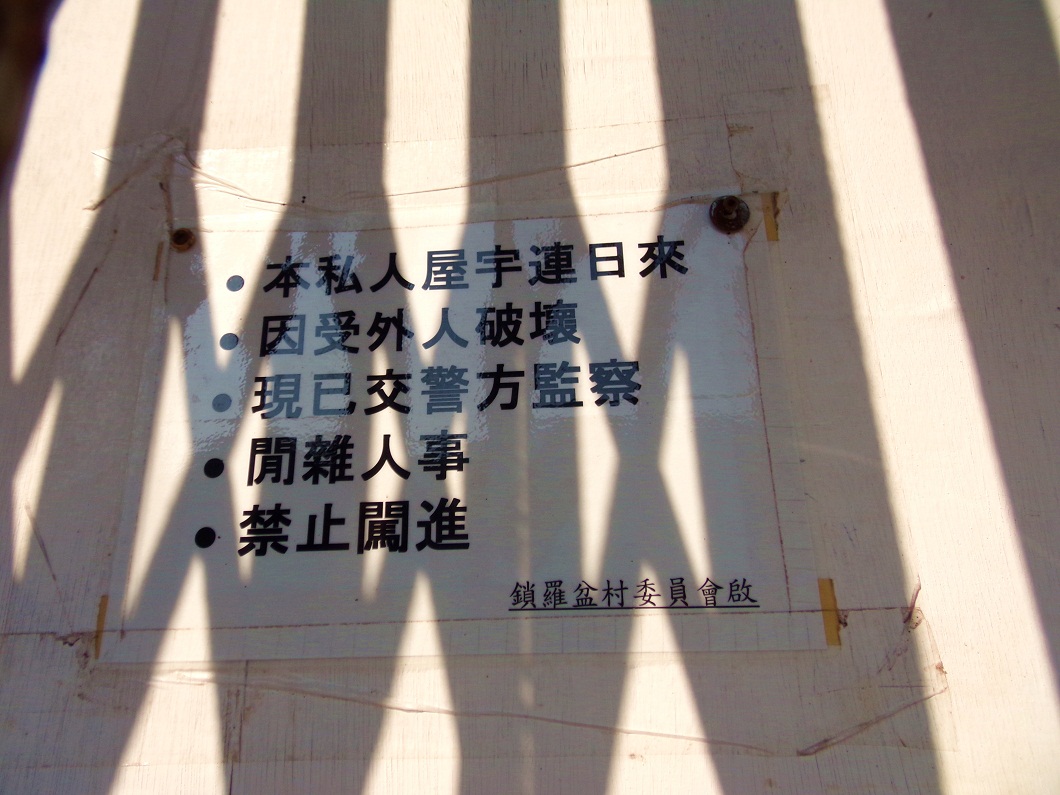 • 本私人屋宇連日來
• 因受外人破壞
• 現已交警方監察
• 閒雜人事
• 禁止闖進
鎖羅盆村委員會啟